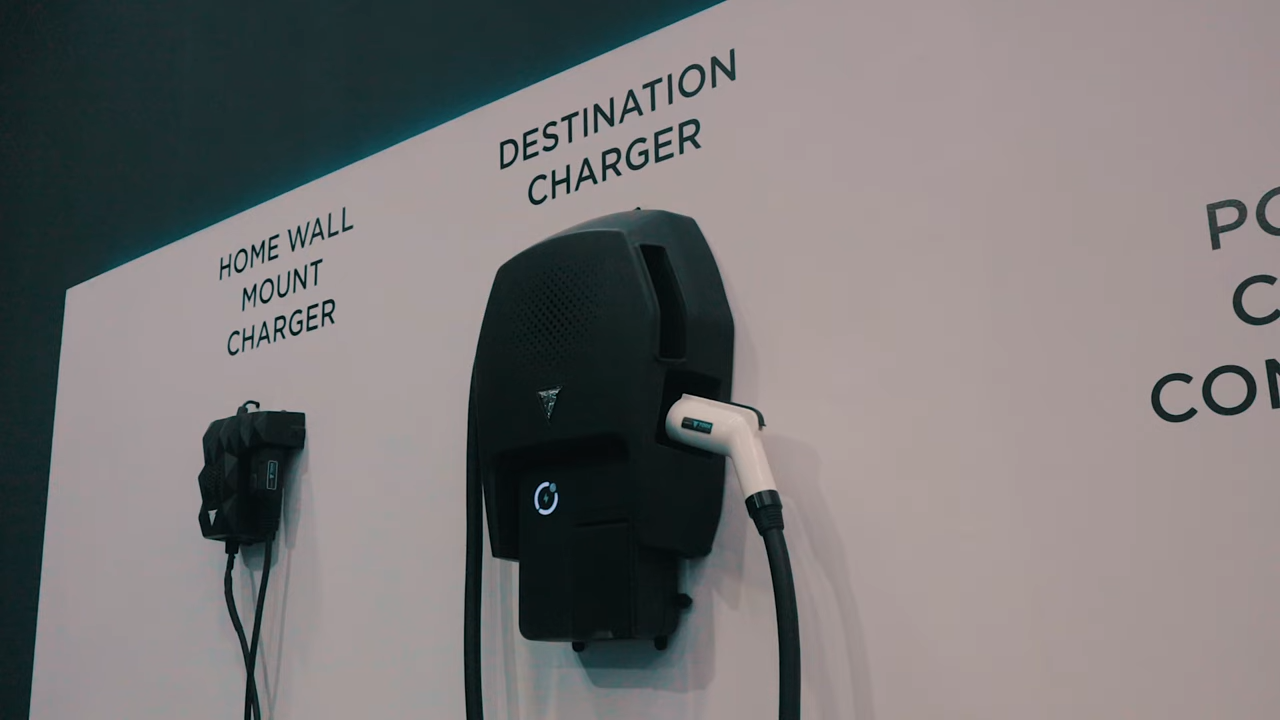 HOME WALL
MOUNT
CHARGER
DESTINATION
CHARGER